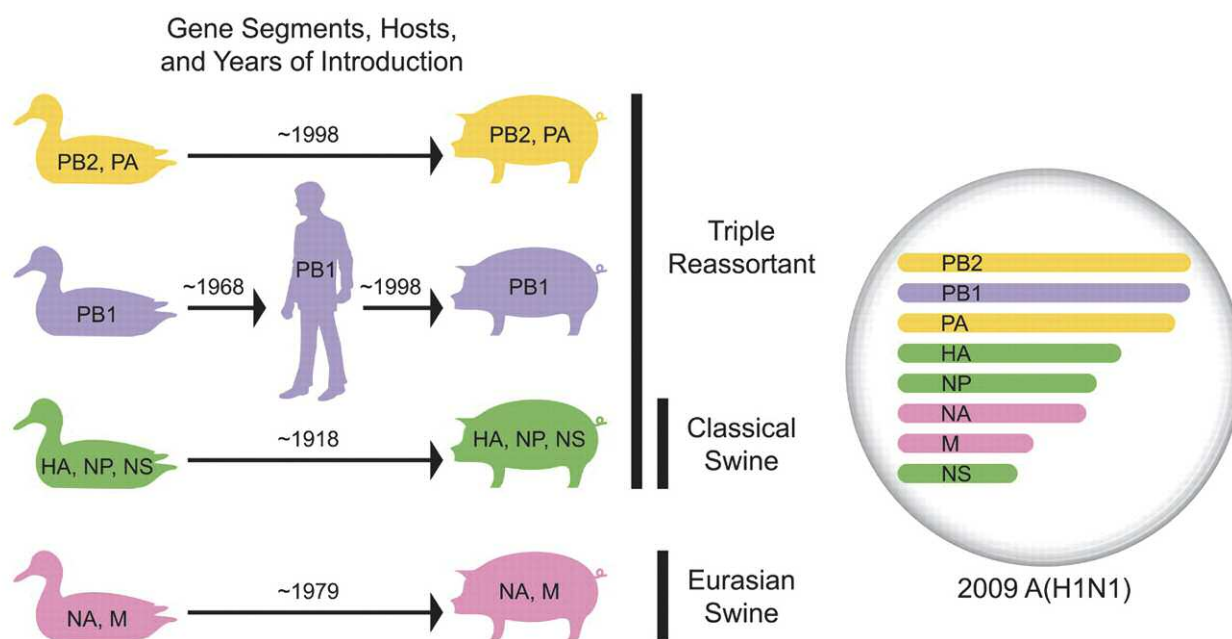 Gene Segments, Hosts,
and Years of Introduction
PB2, PA
~1998
PB2, PA
PB1
~1968
PB1
~1998
PB1
HA, NP, NS
~1918
HA, NP, NS
NA, M
~1979
NA, M
Triple
Reassortant
Classical
Swine
Eurasian
Swine
PB2
PB1
PA
HA
NP
NA
M
NS
2009 A(H1N1)